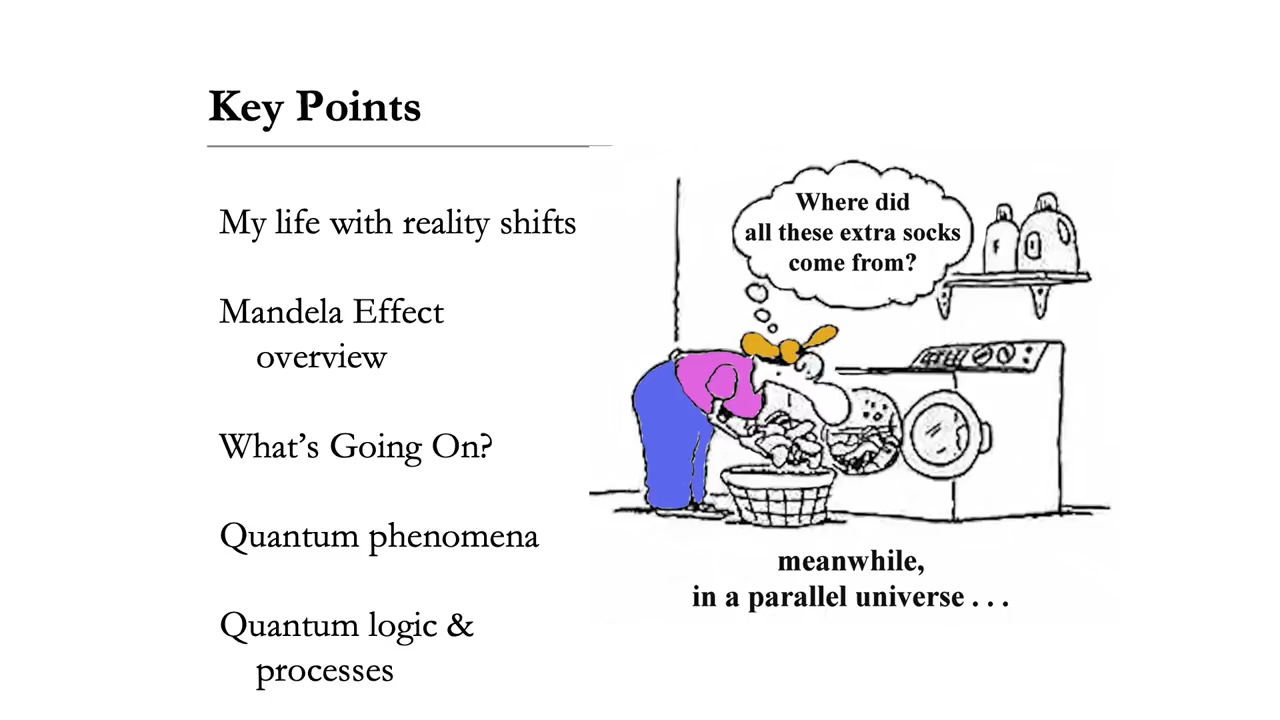 Key Points
My life with reality shifts
Mandela Effect
overview
What's Going On?
Quantum phenomena
Quantum logic &
processes
Where did
all these extra socks
come from?
F
meanwhile,
in a parallel universe . . .